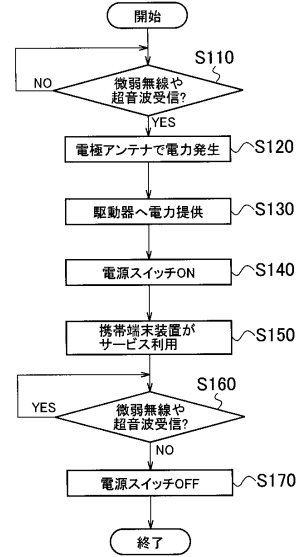 開始
S110
微弱無線や
超音波受信?
NO
YES
電極アンテナで電力発生
S120
駆動器へ電力提供
S130
電源スイッチON
S140
携帯端末装置が
サービス利用
S150
S160
微弱無線や
超音波受信?
YES
NO
電源スイッチOFF
S170
終了